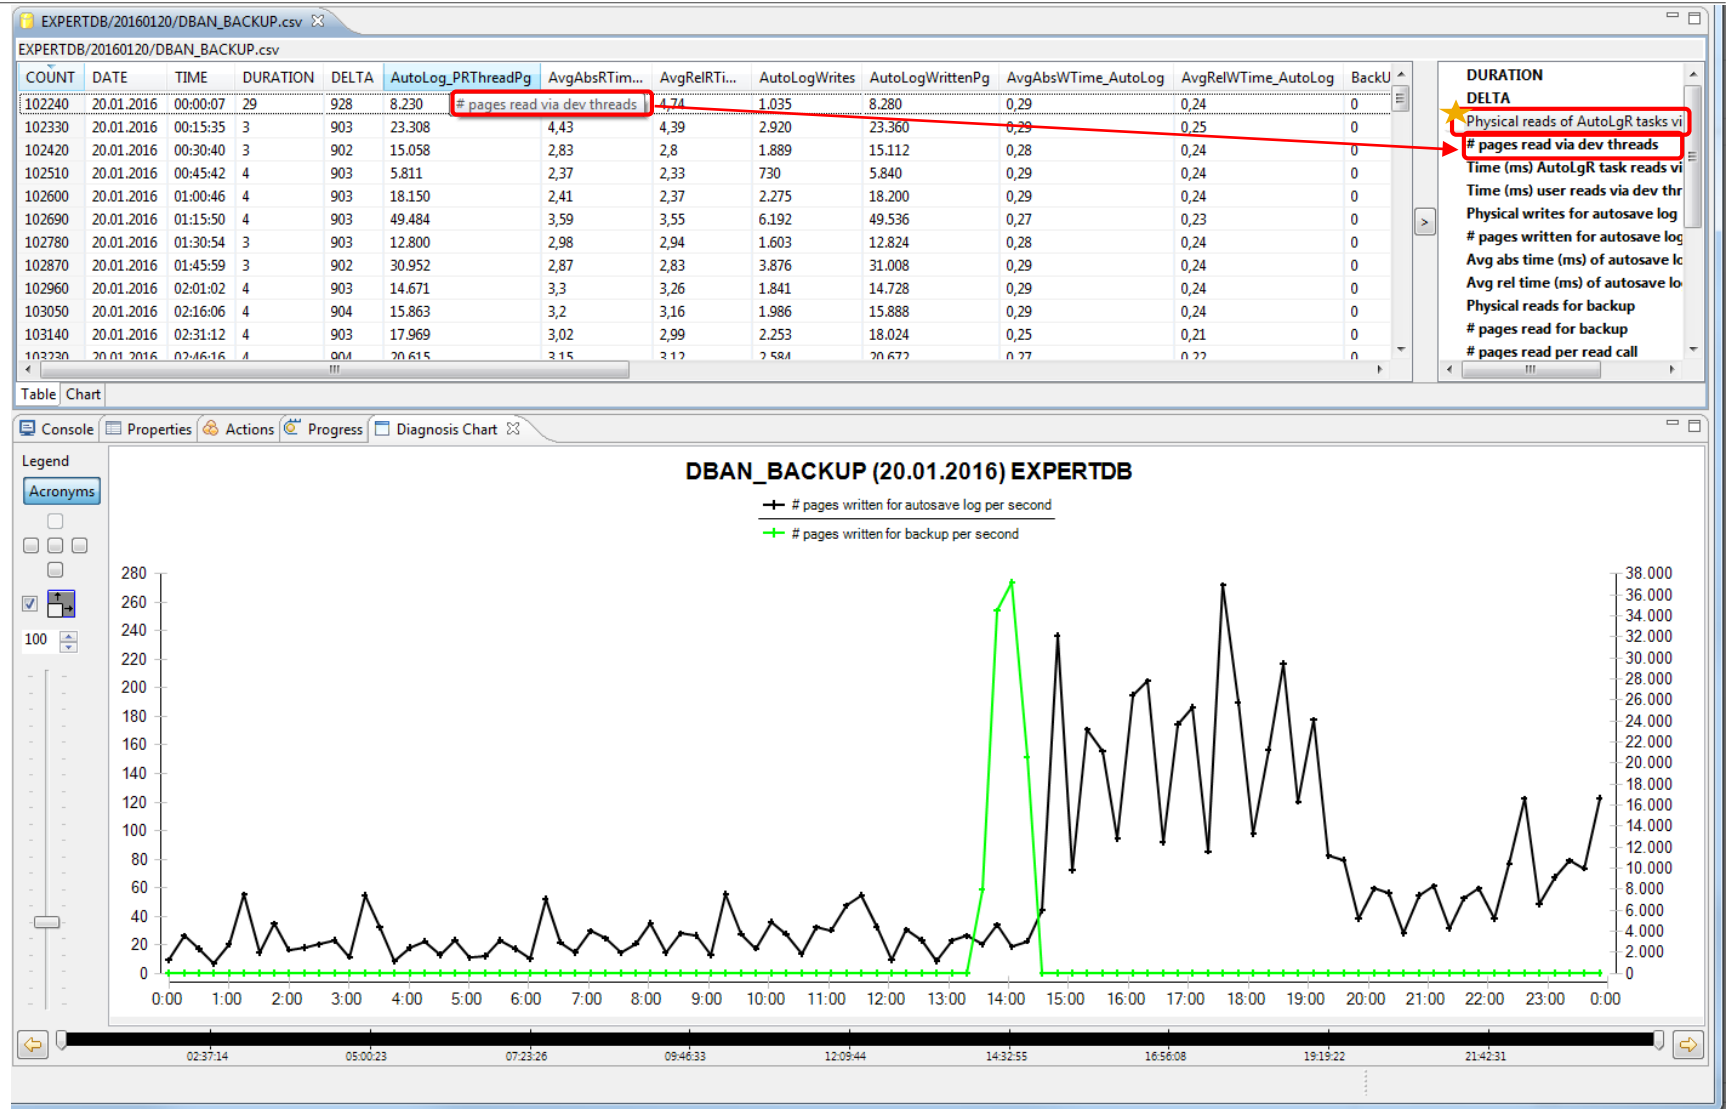 EXPERTDB/20160120/DBAN_BACKUP.csv
EXPERTDB/20160120/DBAN_BACKUP.csv
COUNT DATE TIME DURATION DELTA AutoLog_PRThreadPg AvgAbsRTim... AvgRelRTi... AutoLogWrites AutoLogWrittenPg AvgAbsWTime_AutoLog AvgRelWTime_AutoLog BackU
102240 20.01.2016 00:00:07 29 928 8.230 # pages read via dev threads 4,74 1.035 8.280 0,29 0,24 0
102330 20.01.2016 00:15:35 3 903 23.308 4,43 4,39 2.920 23.360 0,29 0,25 0
102420 20.01.2016 00:30:40 3 902 15.058 2,83 2,8 1.889 15.112 0,28 0,24 0
102510 20.01.2016 00:45:42 4 903 5.811 2,37 2,33 730 5.840 0,29 0,24 0
102600 20.01.2016 01:00:46 4 903 18.150 2,41 2,37 2.275 18.200 0,29 0,24 0
102690 20.01.2016 01:15:50 4 903 49.484 3,59 3,55 6.192 49.536 0,27 0,23 0
102780 20.01.2016 01:30:54 3 903 12.800 2,98 2,94 1.603 12.824 0,28 0,24 0
102870 20.01.2016 01:45:59 3 902 30.952 2,87 2,83 3.876 31.008 0,29 0,24 0
102960 20.01.2016 02:01:02 4 903 14.671 3,3 3,26 1.841 14.728 0,29 0,24 0
103050 20.01.2016 02:16:06 4 904 15.863 3,2 3,16 1.986 15.888 0,29 0,24 0
103140 20.01.2016 02:31:12 4 903 17.969 3,02 2,99 2.253 18.024 0,25 0,21 0
103230 20.01.2016 02:46:16 4 904 20.615 3,15 3,12 2.584 20.672 0,27 0,22 0
DURATION
DELTA
Physical reads of AutoLgR tasks vi
# pages read via dev threads
Time (ms) AutoLgR task reads vi
Time (ms) user reads via dev thr
Physical writes for autosave log
# pages written for autosave log
Avg abs time (ms) of autosave lo
Avg rel time (ms) of autosave lo
Physical reads for backup
# pages read for backup
# pages read per read call
>
Table Chart
Console Properties Actions Progress Diagnosis Chart
Legend
Acronyms
100
DBAN_BACKUP (20.01.2016) EXPERTDB
# pages written for autosave log per second
# pages written for backup per second
280
260
240
220
200
180
160
140
120
100
80
60
40
20
0
38.000
36.000
34.000
32.000
30.000
28.000
26.000
24.000
22.000
20.000
18.000
16.000
14.000
12.000
10.000
8.000
6.000
4.000
2.000
0
0:00 1:00 2:00 3:00 4:00 5:00 6:00 7:00 8:00 9:00 10:00 11:00 12:00 13:00 14:00 15:00 16:00 17:00 18:00 19:00 20:00 21:00 22:00 23:00 0:00
02:37:14 05:00:23 07:23:26 09:46:33 12:09:44 14:32:55 16:56:08 19:19:22 21:42:31